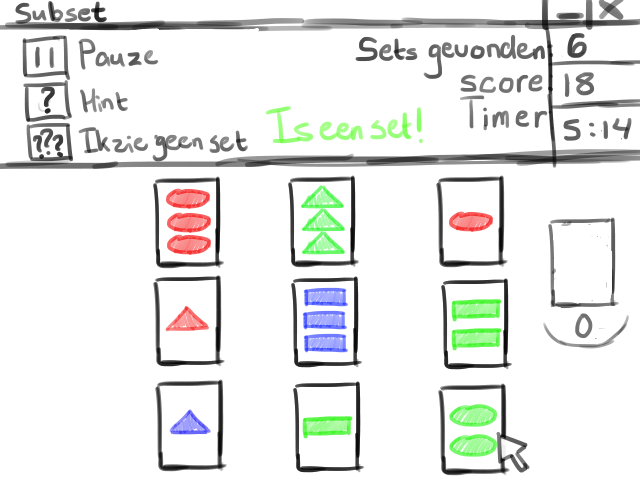 Subset
Pauze
? Hint
??? Ik zie geen set
Is een set!
Sets gevonden: 6
score 18
Timer 5:14
0